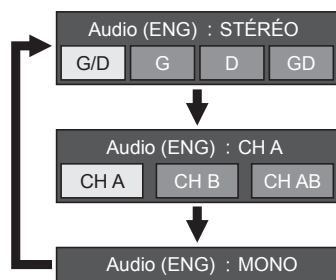 Audio (ENG) : STÉRÉO
G/D G D GD
Audio (ENG) : CH A
CH A CH B CH AB
Audio (ENG) : MONO